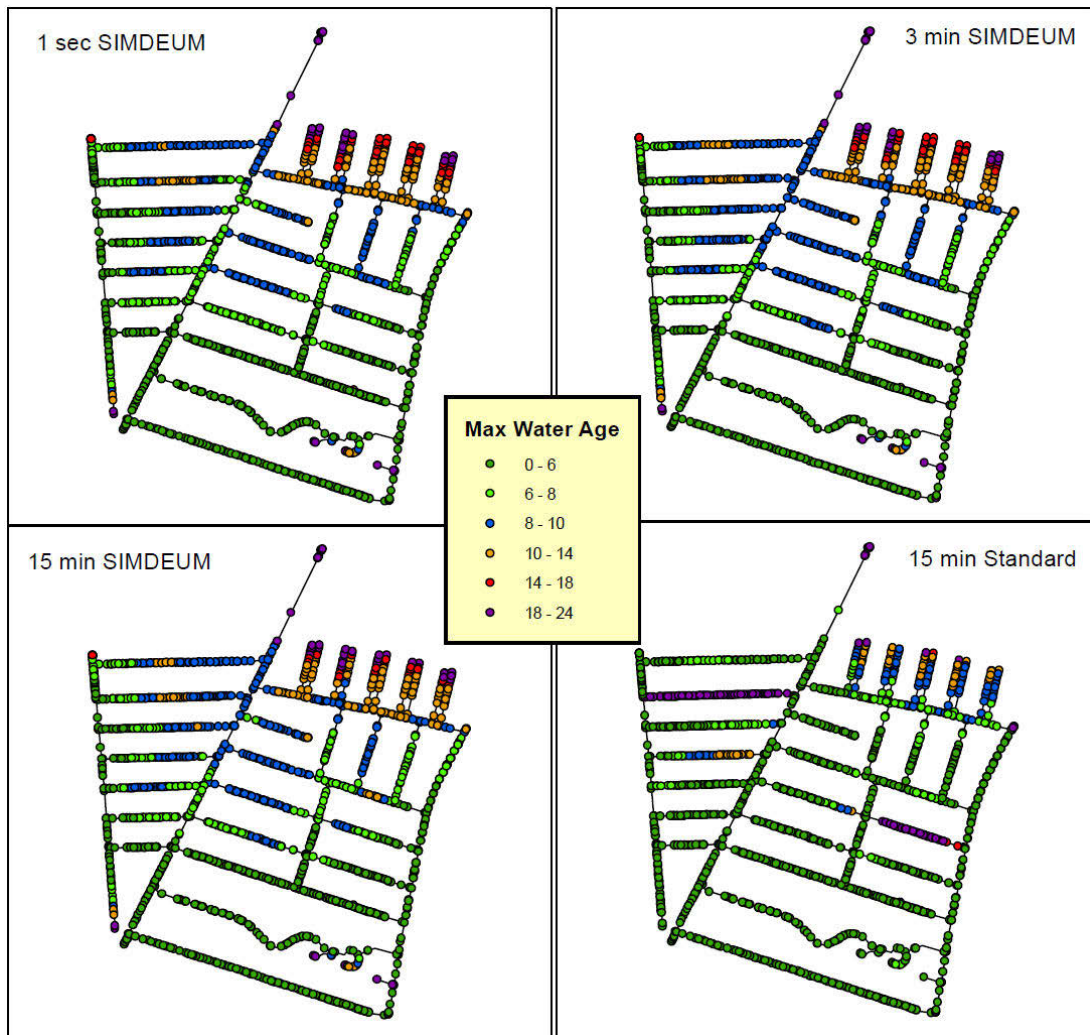 1 sec SIMDEUM
3 min SIMDEUM
Max Water Age
0 - 6
6 - 8
8 - 10
10 - 14
14 - 18
18 - 24
15 min SIMDEUM
15 min Standard